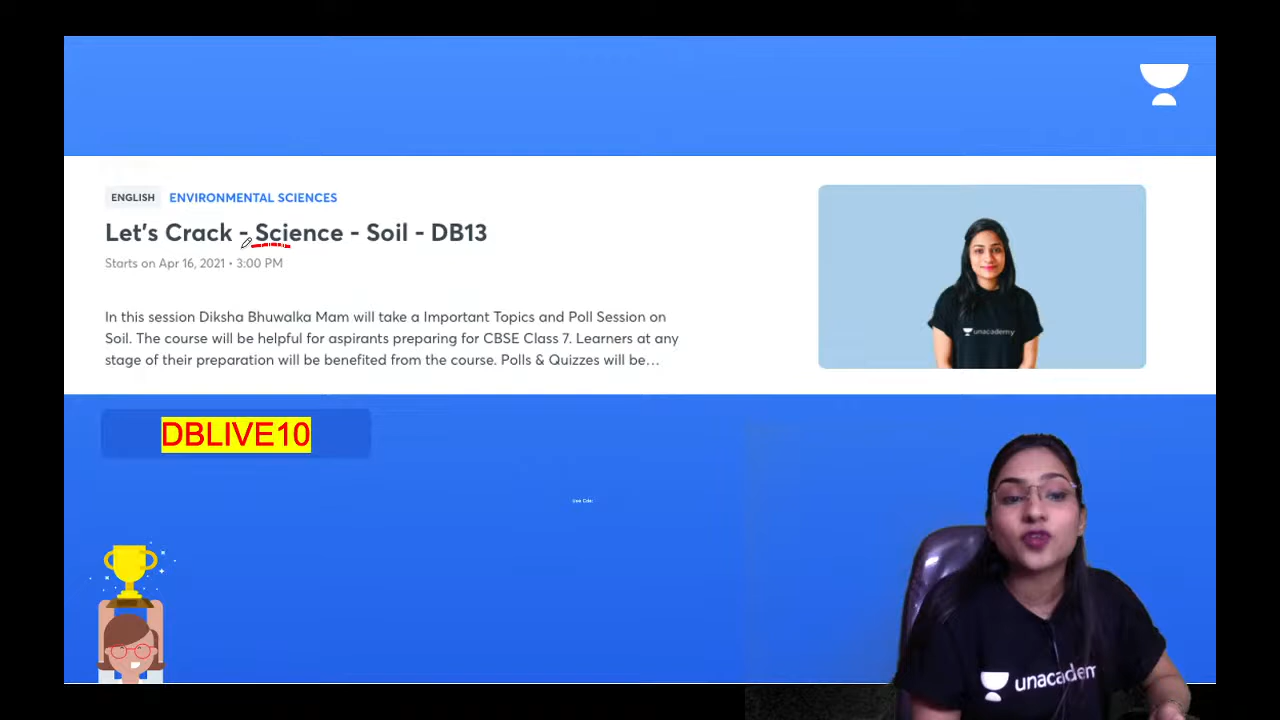 ENGLISH ENVIRONMENTAL SCIENCES
Let's Crack - Science - Soil - DB13
Starts on Apr 16, 2021 • 3:00 PM
In this session Diksha Bhuwalka Mam will take a Important Topics and Poll Session on
Soil. The course will be helpful for aspirants preparing for CBSE Class 7. Learners at any
stage of their preparation will be benefited from the course. Polls & Quizzes will be…
unacademy
DBLIVE10
unacadem